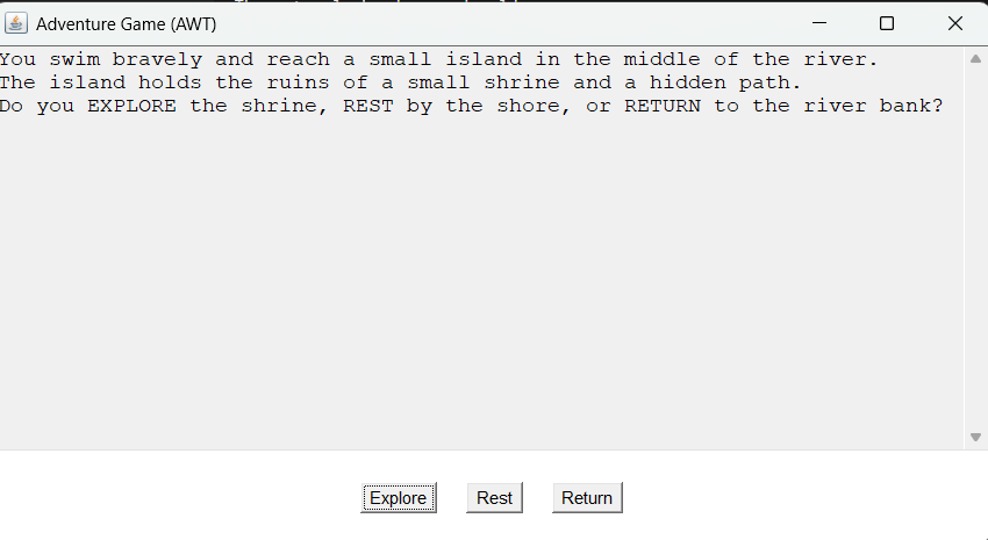 Adventure Game (AWT)
You swim bravely and reach a small island in the middle of the river.
The island holds the ruins of a small shrine and a hidden path.
Do you EXPLORE the shrine, REST by the shore, or RETURN to the river bank?
Explore Rest Return